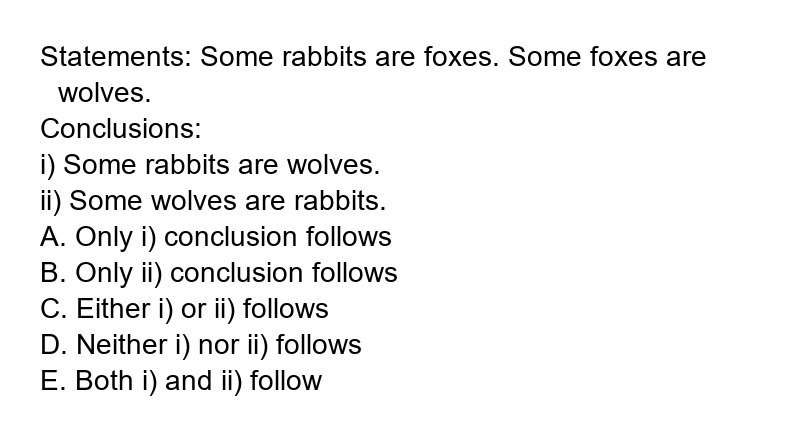 Statements: Some rabbits are foxes. Some foxes are
wolves.
Conclusions:
i) Some rabbits are wolves.
ii) Some wolves are rabbits.
A. Only i) conclusion follows
B. Only ii) conclusion follows
C. Either i) or ii) follows
D. Neither i) nor ii) follows
E. Both i) and ii) follow